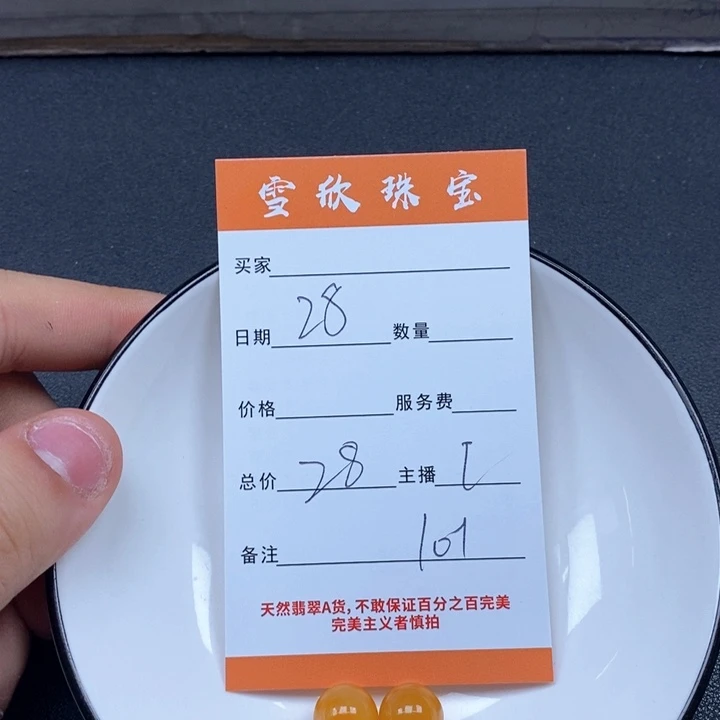 雪欣珠宝
买家
日期 28 数量
价格 服务费
总价 28 主播
备注 101
天然翡翠A货,不敢保证百分之百完美
完美主义者慎拍